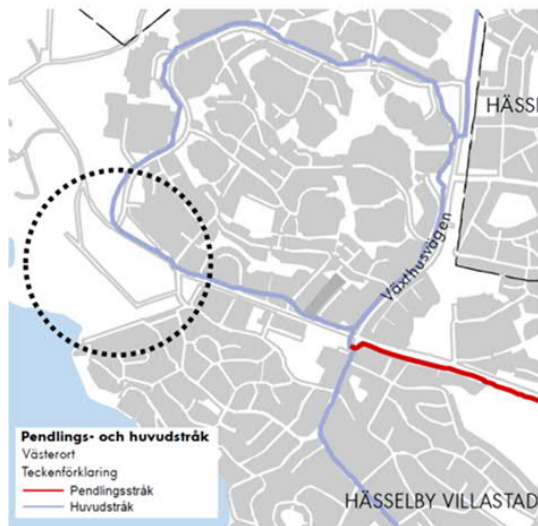 HÄSSE
Växthusvägen
Pendlings- och huvudstråk
Västerort
Teckenförklaring
Pendlingsstråk
Huvudstråk
HÄSSELBY VILLASTAD